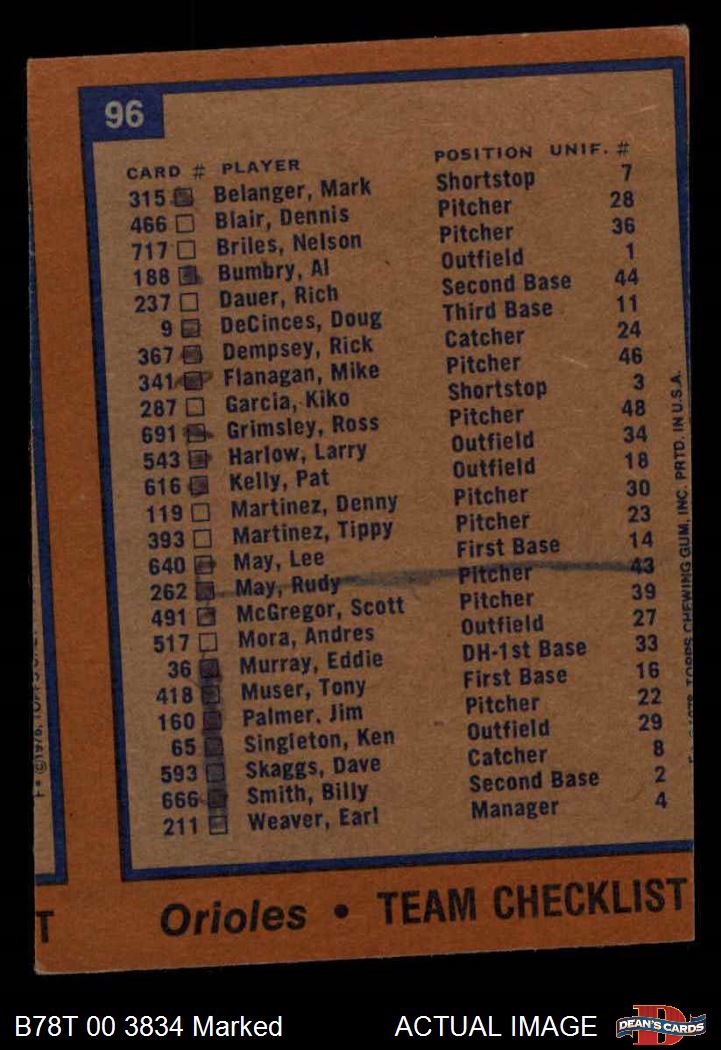 96
CARD # PLAYER POSITION UNIF. #
315 Belanger, Mark Shortstop 7
466 Blair, Dennis Pitcher 28
717 Briles, Nelson Pitcher 36
188 Bumbry, Al Outfield 1
237 Dauer, Rich Second Base 44
9 DeCinces, Doug Third Base 11
367 Dempsey, Rick Catcher 24
341 Flanagan, Mike Pitcher 46
287 Garcia, Kiko Shortstop 3
691 Grimsley, Ross Pitcher 48
543 Harlow, Larry Outfield 34
616 Kelly, Pat Outfield 18
119 Martinez, Denny Pitcher 30
393 Martinez, Tippy Pitcher 23
640 May, Lee First Base 14
262 May, Rudy Pitcher 43
491 McGregor, Scott Pitcher 39
517 Mora, Andres Outfield 27
36 Murray, Eddie DH-1st Base 33
418 Muser, Tony First Base 16
160 Palmer, Jim Pitcher 22
65 Singleton, Ken Outfield 29
593 Skaggs, Dave Catcher 8
666 Smith, Billy Second Base 2
211 Weaver, Earl Manager 4
TOPPS CHEWING GUM, INC. PRTD. IN U.S.A.
T Orioles • TEAM CHECKLIST
B78T 00 3834 Marked ACTUAL IMAGE DEAN'S CARDS